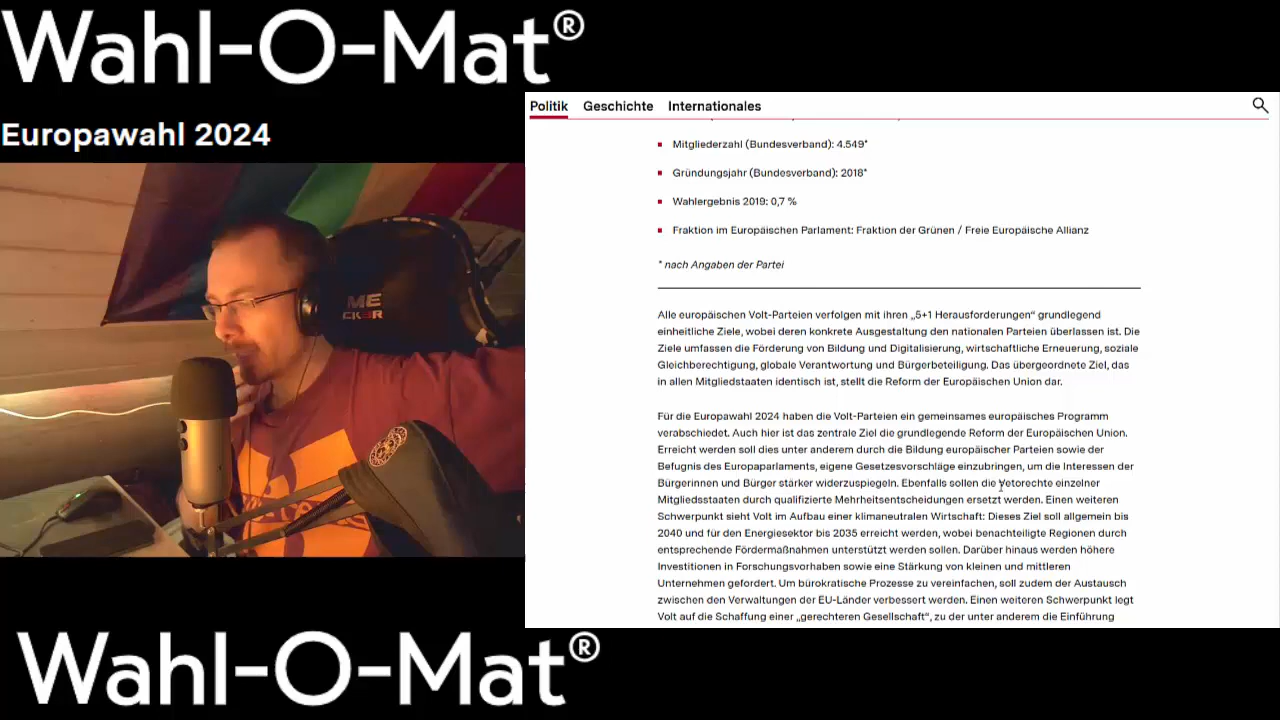 Wahl-O-Mat®
Europawahl 2024
Politik Geschichte Internationales
Mitgliederzahl (Bundesverband): 4.549*
Gründungsjahr (Bundesverband): 2018*
Wahlergebnis 2019: 0,7 %
Fraktion im Europäischen Parlament: Fraktion der Grünen / Freie Europäische Allianz
* nach Angaben der Partei
Alle europäischen Volt-Parteien verfolgen mit ihren „5+1 Herausforderungen“ grundlegend
einheitliche Ziele, wobei deren konkrete Ausgestaltung den nationalen Parteien überlassen ist. Die
Ziele umfassen die Förderung von Bildung und Digitalisierung, wirtschaftliche Erneuerung, soziale
Gleichberechtigung, globale Verantwortung und Bürgerbeteiligung. Das übergeordnete Ziel, das
in allen Mitgliedstaaten identisch ist, stellt die Reform der Europäischen Union dar.
Für die Europawahl 2024 haben die Volt-Parteien ein gemeinsames europäisches Programm
verabschiedet. Auch hier ist das zentrale Ziel die grundlegende Reform der Europäischen Union.
Erreicht werden soll dies unter anderem durch die Bildung europäischer Parteien sowie der
Befugnis des Europaparlaments, eigene Gesetzesvorschläge einzubringen, um die Interessen der
Bürgerinnen und Bürger stärker widerzuspiegeln. Ebenfalls sollen die Vetorechte einzelner
Mitgliedsstaaten durch qualifizierte Mehrheitsentscheidungen ersetzt werden. Einen weiteren
Schwerpunkt sieht Volt im Aufbau einer klimaneutralen Wirtschaft: Dieses Ziel soll allgemein bis
2040 und für den Energiesektor bis 2035 erreicht werden, wobei benachteiligte Regionen durch
entsprechende Fördermaßnahmen unterstützt werden sollen. Darüber hinaus werden höhere
Investitionen in Forschungsvorhaben sowie eine Stärkung von kleinen und mittleren
Unternehmen gefordert. Um bürokratische Prozesse zu vereinfachen, soll zudem der Austausch
zwischen den Verwaltungen der EU-Länder verbessert werden. Einen weiteren Schwerpunkt legt
Volt auf die Schaffung einer „gerechteren Gesellschaft“, zu der unter anderem die Einführung
Wahl-O-Mat®